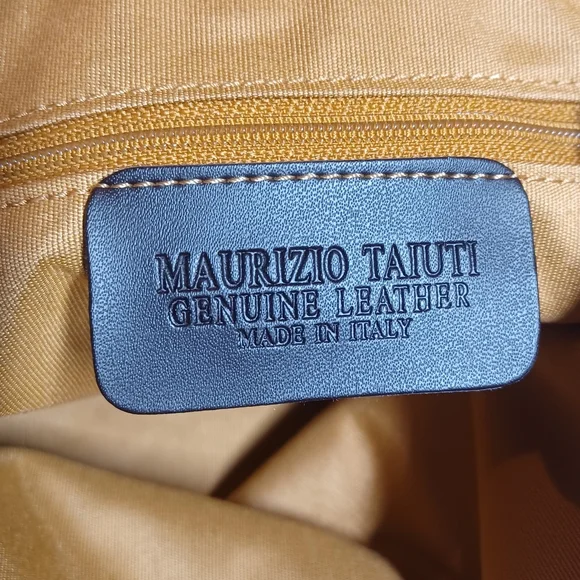 MAURIZIO TAIUTI
GENUINE LEATHER
MADE IN ITALY